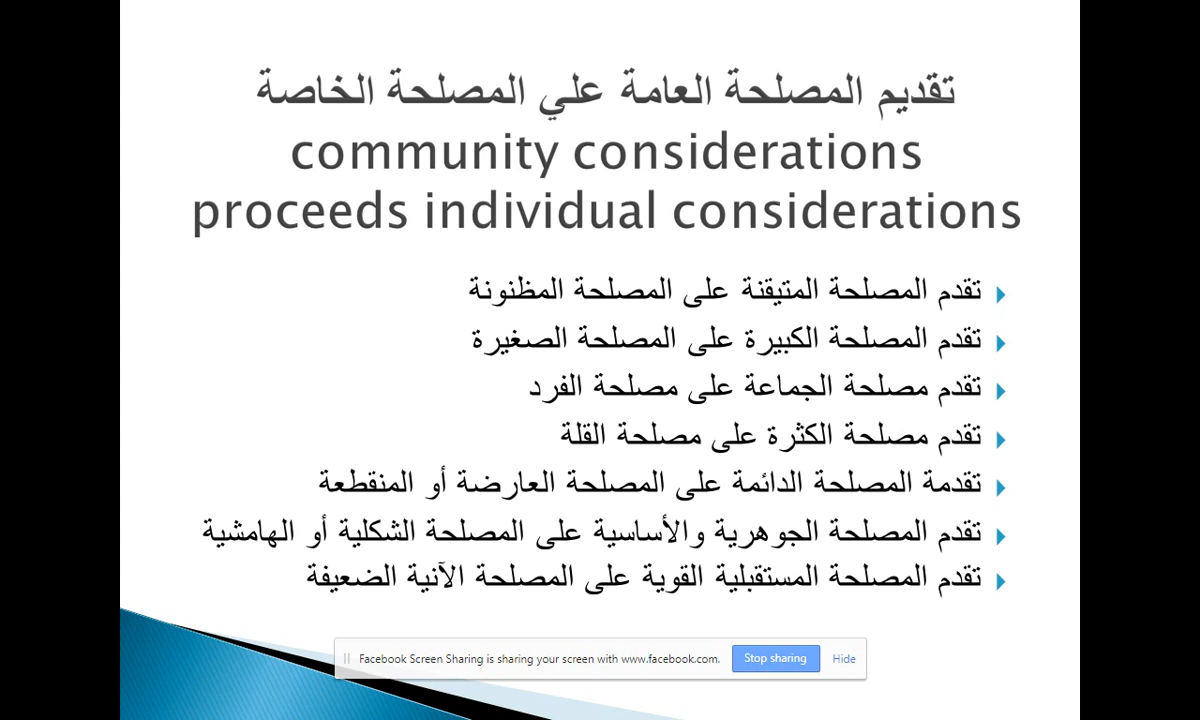 تقديم المصلحة العامة علي المصلحة الخاصة
community considerations
proceeds individual considerations
تقدم المصلحة المتيقنة على المصلحة المظنونة
تقدم المصلحة الكبيرة على المصلحة الصغيرة
تقدم مصلحة الجماعة على مصلحة الفرد
تقدم مصلحة الكثرة على مصلحة القلة
تقدمة المصلحة الدائمة على المصلحة العارضة أو المنقطعة
تقدم المصلحة الجوهرية والأساسية على المصلحة الشكلية أو الهامشية
تقدم المصلحة المستقبلية القوية على المصلحة الآنية الضعيفة
Facebook Screen Sharing is sharing your screen with www.facebook.com. Stop sharing Hide